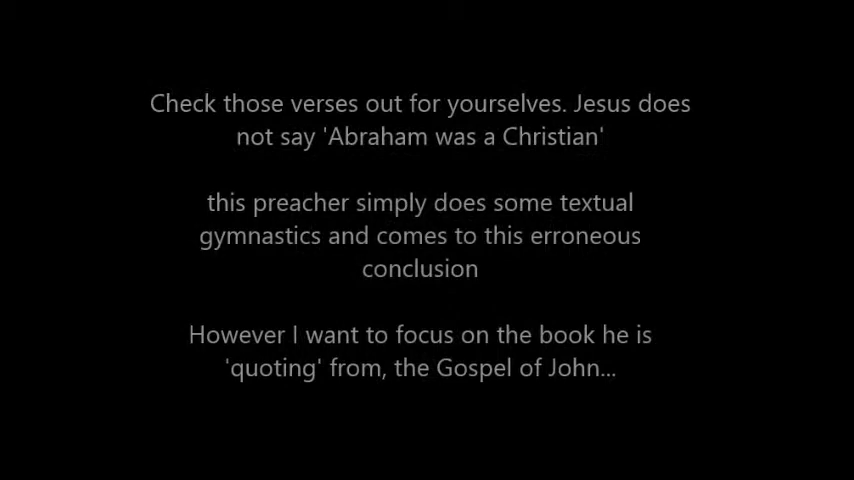 Check those verses out for yourselves. Jesus does
not say 'Abraham was a Christian'
this preacher simply does some textual
gymnastics and comes to this erroneous
conclusion
However I want to focus on the book he is
'quoting' from, the Gospel of John...